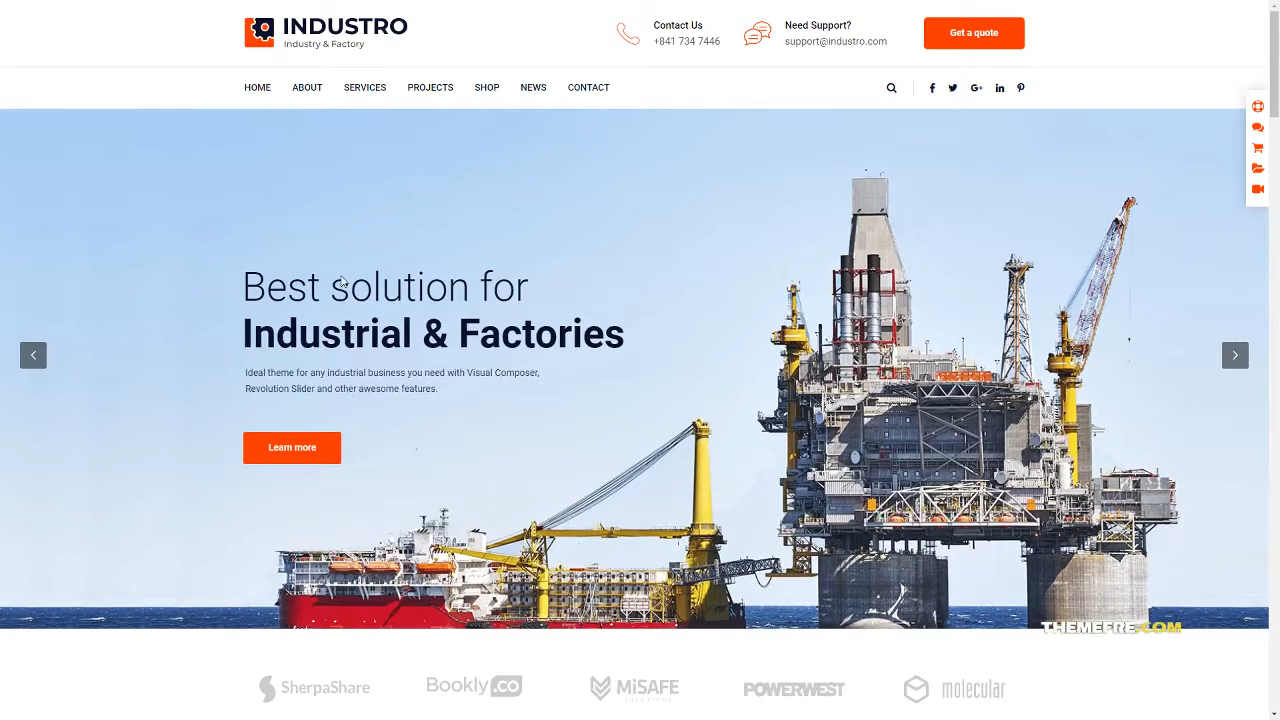 INDUSTRO
Industry & Factory
Contact Us
+841 734 7446
Need Support?
support@industro.com
Get a quote
HOME ABOUT SERVICES PROJECTS SHOP NEWS CONTACT
Best solution for
Industrial & Factories
Ideal theme for any industrial business you need with Visual Composer,
Revolution Slider and other awesome features.
Learn more
THEMEFRE.COM
SherpaShare
Bookly.co
MiSAFE
SOLUTIONS
POWERWEST
molecular